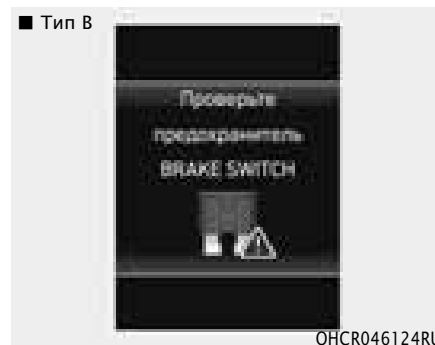 ■ Тип B
Проверьте
предохранитель
BRAKE SWITCH
OHCR046124RU